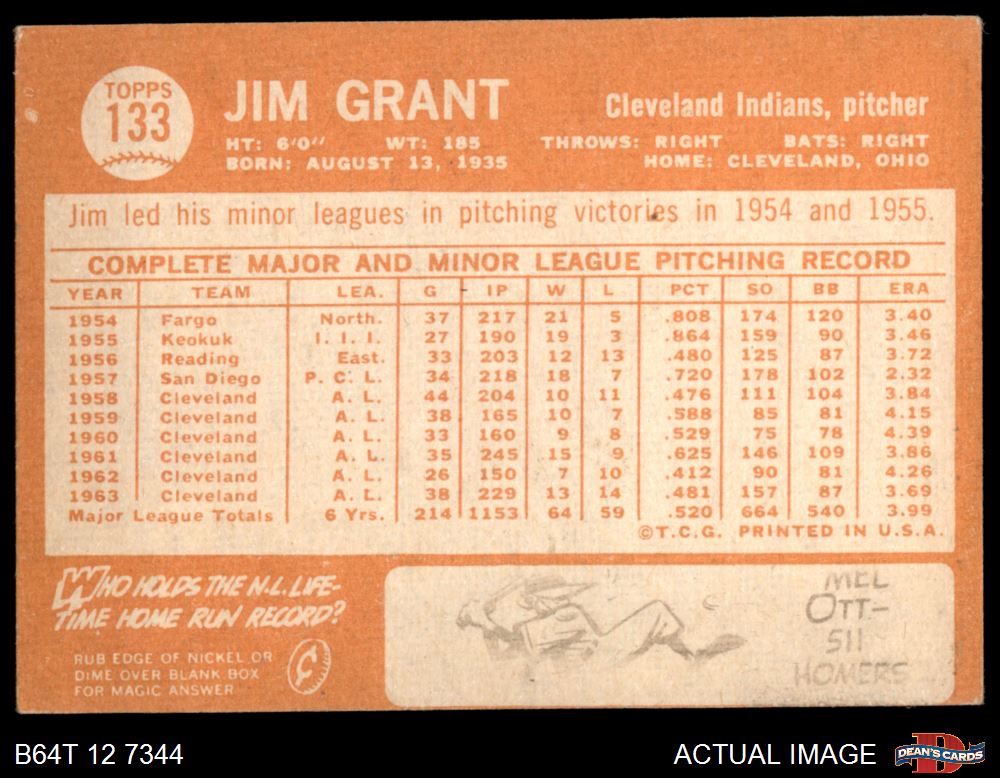 TOPPS
133
JIM GRANT
Cleveland Indians, pitcher
HT: 6'0" WT: 185 THROWS: RIGHT BATS: RIGHT
BORN: AUGUST 13, 1935 HOME: CLEVELAND, OHIO
Jim led his minor leagues in pitching victories in 1954 and 1955.
COMPLETE MAJOR AND MINOR LEAGUE PITCHING RECORD
YEAR TEAM LEA. G IP W L PCT SO BB ERA
1954 Fargo North. 37 217 21 5 .808 174 120 3.40
1955 Keokuk I. I. I. 27 190 19 3 .864 159 90 3.46
1956 Reading East. 33 203 12 13 .480 125 87 3.72
1957 San Diego P. C. L. 34 218 18 7 .720 178 102 2.32
1958 Cleveland A. L. 44 204 10 11 .476 111 104 3.84
1959 Cleveland A. L. 38 165 10 7 .588 85 81 4.15
1960 Cleveland A. L. 33 160 9 8 .529 75 78 4.39
1961 Cleveland A. L. 35 245 15 9 .625 146 109 3.86
1962 Cleveland A. L. 26 150 7 10 .412 90 81 4.26
1963 Cleveland A. L. 38 229 13 14 .481 157 87 3.69
Major League Totals 6 Yrs. 214 1153 64 59 .520 664 540 3.99
©T.C.G. PRINTED IN U.S.A.
WHO HOLDS THE N.L. LIFE-
TIME HOME RUN RECORD?
RUB EDGE OF NICKEL OR
DIME OVER BLANK BOX
FOR MAGIC ANSWER
MEL
OTT-
511
HOMERS
B64T 12 7344
ACTUAL IMAGE
DEAN'S CARDS